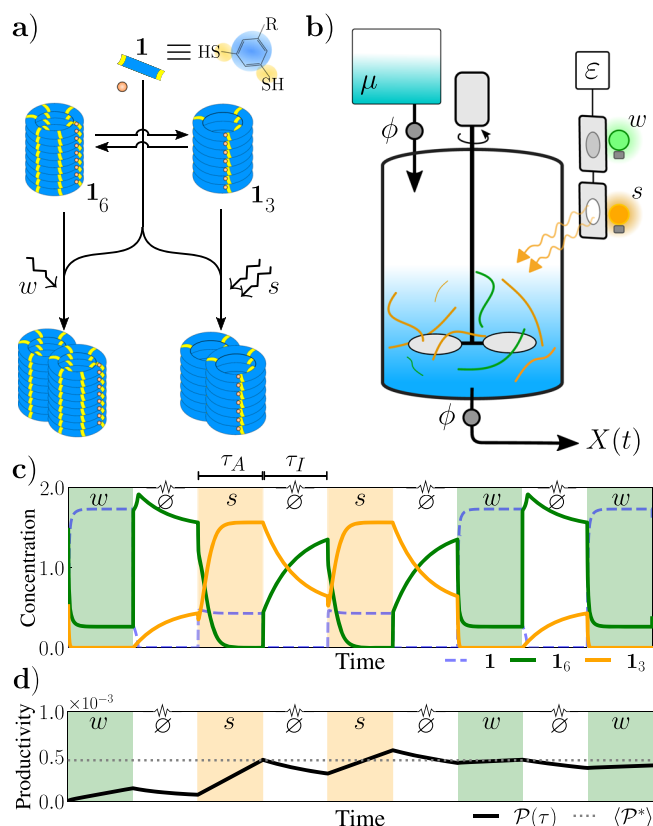 a)
1 ≡ HS R SH
1₆ 1₃
w s
b)
μ
ϕ
ε
w
s
ϕ
X(t)
c) τ_A τ_I
w ∅ s ∅ s ∅ w ∅ w
Concentration
2.0
1.0
0.0
Time
1 1₆ 1₃
d)
×10⁻³
w ∅ s ∅ s ∅ w ∅ w
Productivity
1.0
0.5
0.0
Time
𝒫(τ) ⟨𝒫*⟩